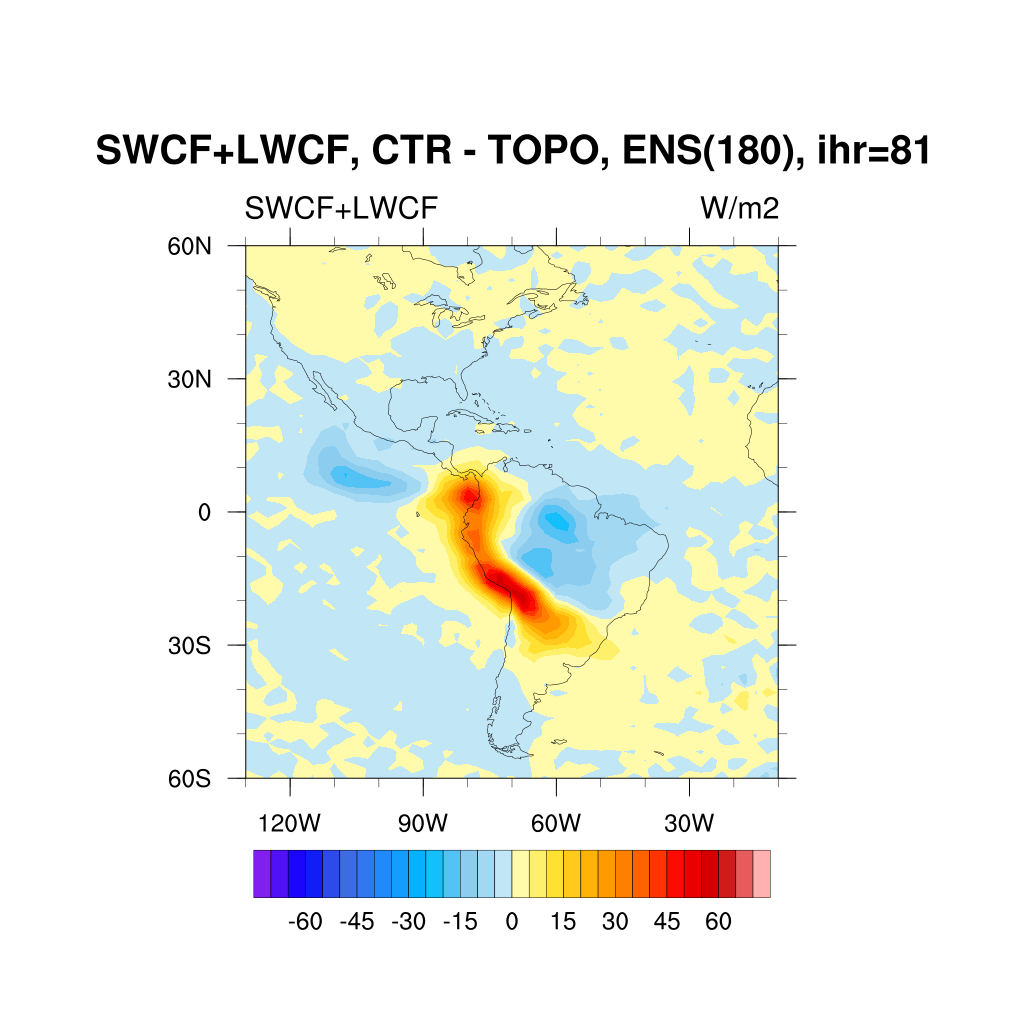 SWCF+LWCF, CTR - TOPO, ENS(180), ihr=81
SWCF+LWCF W/m2
60N
30N
0
30S
60S
120W 90W 60W 30W
-60 -45 -30 -15 0 15 30 45 60